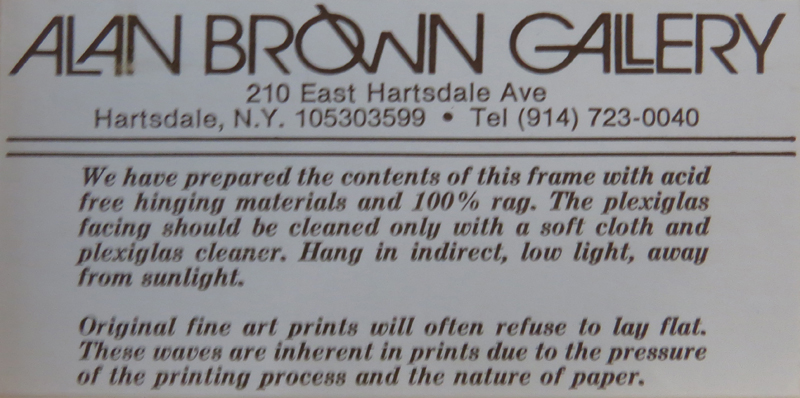 ALAN BROWN GALLERY
210 East Hartsdale Ave
Hartsdale, N.Y. 105303599 • Tel (914) 723-0040
We have prepared the contents of this frame with acid
free hinging materials and 100% rag. The plexiglas
facing should be cleaned only with a soft cloth and
plexiglas cleaner. Hang in indirect, low light, away
from sunlight.
Original fine art prints will often refuse to lay flat.
These waves are inherent in prints due to the pressure
of the printing process and the nature of paper.